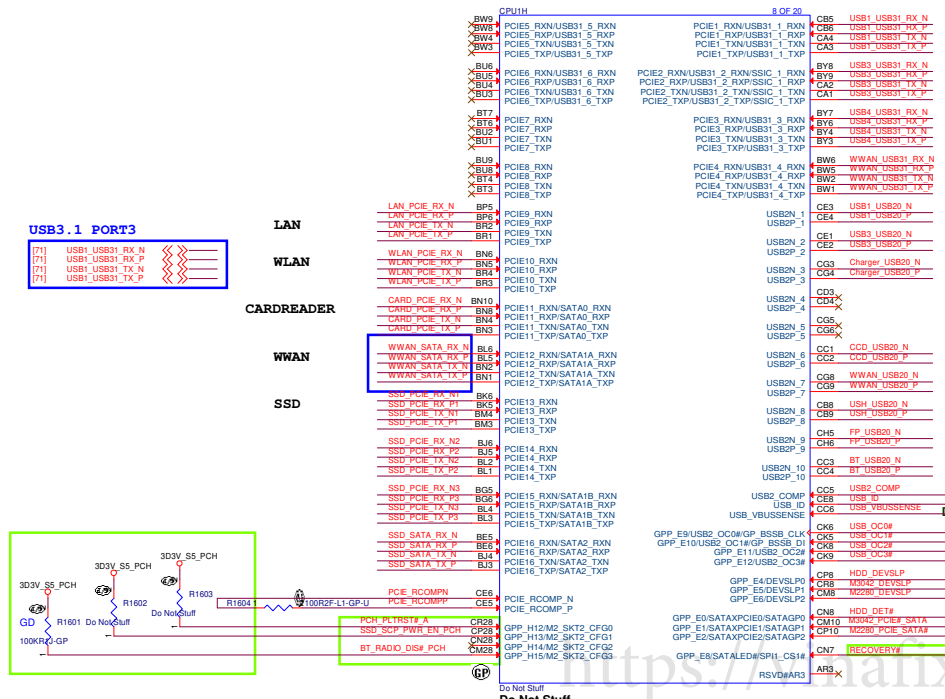 CPU1H 8 OF 20
BW9 PCIE5_RXN/USB31_5_RXN PCIE1_RXN/USB31_1_RXN CB5 USB1_USB31_RX_N
BW8 PCIE5_RXP/USB31_5_RXP PCIE1_RXP/USB31_1_RXP CB6 USB1_USB31_RX_P
BW4 PCIE5_TXN/USB31_5_TXN PCIE1_TXN/USB31_1_TXN CA4 USB1_USB31_TX_N
BW3 PCIE5_TXP/USB31_5_TXP PCIE1_TXP/USB31_1_TXP CA3 USB1_USB31_TX_P
BU6 PCIE6_RXN/USB31_6_RXN PCIE2_RXN/USB31_2_RXN/SSIC_1_RXN BY8 USB3_USB31_RX_N
BU5 PCIE6_RXP/USB31_6_RXP PCIE2_RXP/USB31_2_RXP/SSIC_1_RXP BY9 USB3_USB31_RX_P
BU4 PCIE6_TXN/USB31_6_TXN PCIE2_TXN/USB31_2_TXN/SSIC_1_TXN CA2 USB3_USB31_TX_N
BU3 PCIE6_TXP/USB31_6_TXP PCIE2_TXP/USB31_2_TXP/SSIC_1_TXP CA1 USB3_USB31_TX_P
BT7 PCIE7_RXN PCIE3_RXN/USB31_3_RXN BY7 USB4_USB31_RX_N
BT6 PCIE7_RXP PCIE3_RXP/USB31_3_RXP BY6 USB4_USB31_RX_P
BU2 PCIE7_TXN PCIE3_TXN/USB31_3_TXN BY4 USB4_USB31_TX_N
BU1 PCIE7_TXP PCIE3_TXP/USB31_3_TXP BY3 USB4_USB31_TX_P
BU9 PCIE8_RXN PCIE4_RXN/USB31_4_RXN BW6 WWAN_USB31_RX_N
BU8 PCIE8_RXP PCIE4_RXP/USB31_4_RXP BW5 WWAN_USB31_RX_P
BT4 PCIE8_TXN PCIE4_TXN/USB31_4_TXN BW2 WWAN_USB31_TX_N
BT3 PCIE8_TXP PCIE4_TXP/USB31_4_TXP BW1 WWAN_USB31_TX_P
LAN
LAN_PCIE_RX_N BP5 PCIE9_RXN USB2N_1 CE3 USB1_USB20_N
LAN_PCIE_RX_P BP6 PCIE9_RXP USB2P_1 CE4 USB1_USB20_P
LAN_PCIE_TX_N BR2 PCIE9_TXN
LAN_PCIE_TX_P BR1 PCIE9_TXP USB2N_2 CE1 USB3_USB20_N
USB2P_2 CE2 USB3_USB20_P
USB3.1 PORT3
[71] USB1_USB31_RX_N
[71] USB1_USB31_RX_P
[71] USB1_USB31_TX_N
[71] USB1_USB31_TX_P
WLAN
WLAN_PCIE_RX_N BN6 PCIE10_RXN USB2N_3 CG3 Charger_USB20_N
WLAN_PCIE_RX_P BN5 PCIE10_RXP USB2P_3 CG4 Charger_USB20_P
WLAN_PCIE_TX_N BR4 PCIE10_TXN
WLAN_PCIE_TX_P BR3 PCIE10_TXP USB2N_4 CD3
USB2P_4 CD4
CARDREADER
CARD_PCIE_RX_N BN10 PCIE11_RXN/SATA0_RXN
CARD_PCIE_RX_P BN8 PCIE11_RXP/SATA0_RXP
CARD_PCIE_TX_N BN4 PCIE11_TXN/SATA0_TXN USB2N_5 CG5
CARD_PCIE_TX_P BN3 PCIE11_TXP/SATA0_TXP USB2P_5 CG6
WWAN
WWAN_SATA_RX_N BL6 PCIE12_RXN/SATA1A_RXN USB2N_6 CC1 CCD_USB20_N
WWAN_SATA_RX_P BL5 PCIE12_RXP/SATA1A_RXP USB2P_6 CC2 CCD_USB20_P
WWAN_SATA_TX_N BN2 PCIE12_TXN/SATA1A_TXN USB2N_7 CG8 WWAN_USB20_N
WWAN_SATA_TX_P BN1 PCIE12_TXP/SATA1A_TXP USB2P_7 CG9 WWAN_USB20_P
SSD
SSD_PCIE_RX_N1 BK6 PCIE13_RXN USB2N_8 CB8 USH_USB20_N
SSD_PCIE_RX_P1 BK5 PCIE13_RXP USB2P_8 CB9 USH_USB20_P
SSD_PCIE_TX_N1 BM4 PCIE13_TXN
SSD_PCIE_TX_P1 BM3 PCIE13_TXP USB2N_9 CH5 FP_USB20_N
USB2P_9 CH6 FP_USB20_P
SSD_PCIE_RX_N2 BJ6 PCIE14_RXN
SSD_PCIE_RX_P2 BJ5 PCIE14_RXP
SSD_PCIE_TX_N2 BL2 PCIE14_TXN USB2N_10 CC3 BT_USB20_N
SSD_PCIE_TX_P2 BL1 PCIE14_TXP USB2P_10 CC4 BT_USB20_P
SSD_PCIE_RX_N3 BG5 PCIE15_RXN/SATA1B_RXN USB2_COMP CC5 USB2_COMP
SSD_PCIE_RX_P3 BG6 PCIE15_RXP/SATA1B_RXP USB_ID CE8 USB_ID
SSD_PCIE_TX_N3 BL4 PCIE15_TXN/SATA1B_TXN USB_VBUSSENSE CC6 USB_VBUSSENSE
SSD_PCIE_TX_P3 BL3 PCIE15_TXP/SATA1B_TXP
GPP_E9/USB2_OC0#/GP_BSSB_CLK CK6 USB_OC0#
SSD_SATA_RX_N BE5 PCIE16_RXN/SATA2_RXN GPP_E10/USB2_OC1#/GP_BSSB_DI CK5 USB_OC1#
SSD_SATA_RX_P BE6 PCIE16_RXP/SATA2_RXP GPP_E11/USB2_OC2# CK8 USB_OC2#
SSD_SATA_TX_N BJ4 PCIE16_TXN/SATA2_TXN GPP_E12/USB2_OC3# CK9 USB_OC3#
SSD_SATA_TX_P BJ3 PCIE16_TXP/SATA2_TXP
GPP_E4/DEVSLP0 CP8 HDD_DEVSLP
GPP_E5/DEVSLP1 CR8 M3042_DEVSLP
GPP_E6/DEVSLP2 CM8 M2280_DEVSLP
3D3V_S5_PCH 3D3V_S5_PCH 3D3V_S5_PCH
R1601 100KR1J-GP GD
R1602 Do Not Stuff
R1603 Do Not Stuff
R1604 1 2 100R2F-L1-GP-U
PCIE_RCOMPN CE6 PCIE_RCOMP_N
PCIE_RCOMPP CE5 PCIE_RCOMP_P
GPP_E0/SATAXPCIE0/SATAGP0 CN8 HDD_DET#
GPP_E1/SATAXPCIE1/SATAGP1 CM10 M3042_PCIE#_SATA
GPP_E2/SATAXPCIE2/SATAGP2 CP10 M2280_PCIE_SATA#
PCH_PLTRST#_A CR28 GPP_H12/M2_SKT2_CFG0
SSD_SCP_PWR_EN_PCH CP28 GPP_H13/M2_SKT2_CFG1
CN28 GPP_H14/M2_SKT2_CFG2
BT_RADIO_DIS#_PCH CM28 GPP_H15/M2_SKT2_CFG3
GPP_E8/SATALED#/SPI1_CS1# CN7 RECOVERY#
RSVD#AR3 AR3
GP
https://vinafix
Do Not Stuff
Do Not Stuff